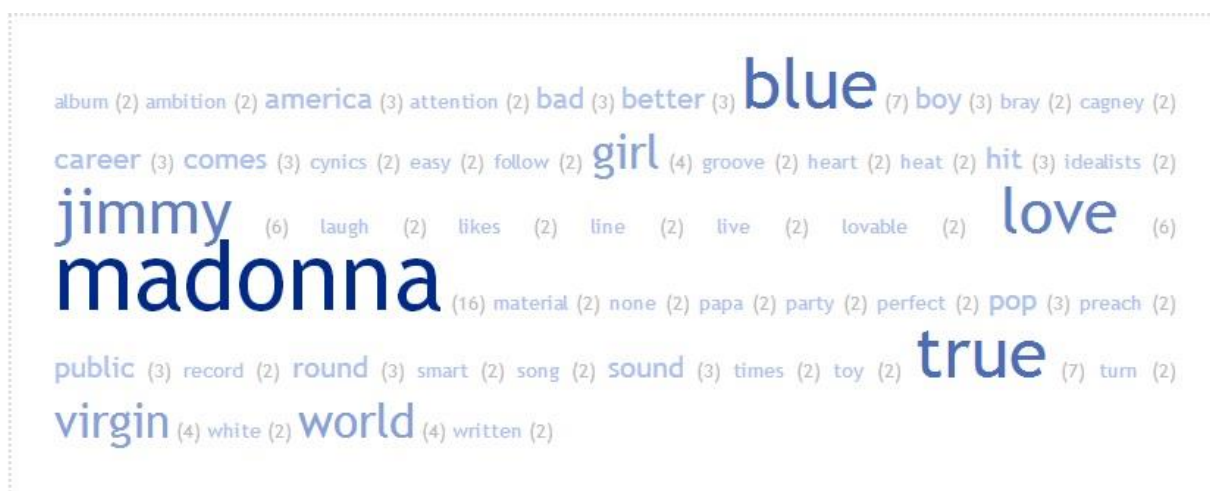 album (2) ambition (2) america (3) attention (2) bad (3) better (3) blue (7) boy (3) bray (2) cagney (2)
career (3) comes (3) cynics (2) easy (2) follow (2) girl (4) groove (2) heart (2) heat (2) hit (3) idealists (2)
jimmy (6) laugh (2) likes (2) line (2) live (2) lovable (2) love (6)
madonna (16) material (2) none (2) papa (2) party (2) perfect (2) pop (3) preach (2)
public (3) record (2) round (3) smart (2) song (2) sound (3) times (2) toy (2) true (7) turn (2)
virgin (4) white (2) world (4) written (2)